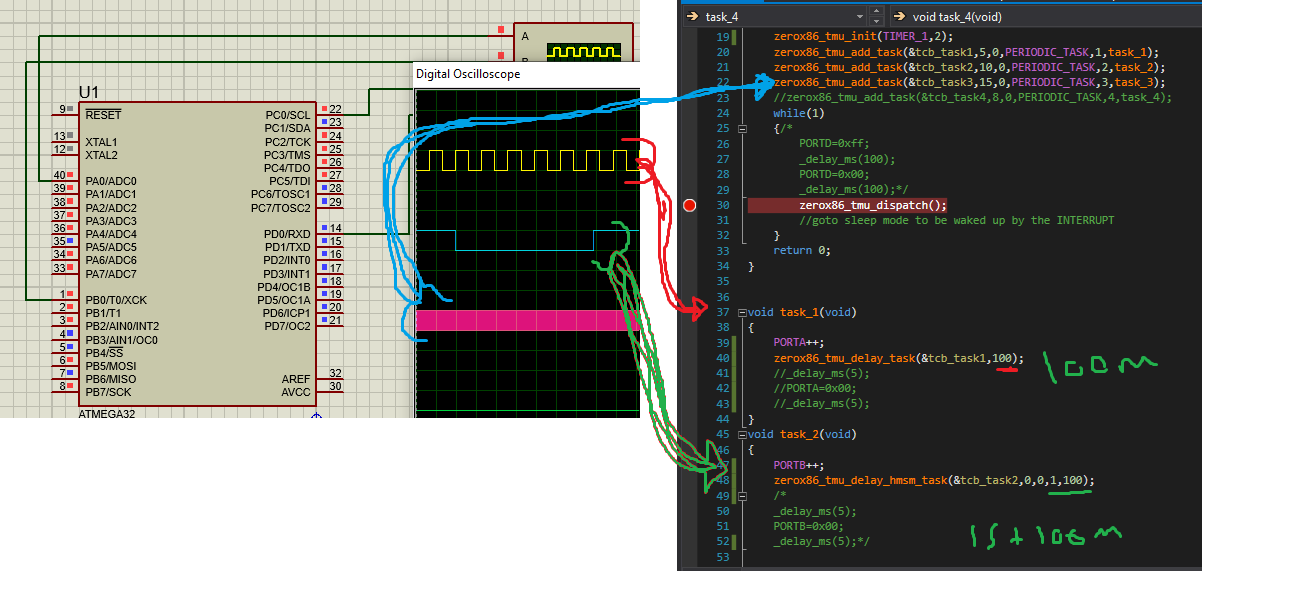 A
B
Digital Oscilloscope
U1
9
RESET
13
XTAL1
12
XTAL2
40
PA0/ADC0
39
PA1/ADC1
38
PA2/ADC2
37
PA3/ADC3
36
PA4/ADC4
35
PA5/ADC5
34
PA6/ADC6
33
PA7/ADC7
1
PB0/T0/XCK
2
PB1/T1
3
PB2/AIN0/INT2
4
PB3/AIN1/OC0
5
PB4/SS
6
PB5/MOSI
7
PB6/MISO
8
PB7/SCK
PC0/SCL
22
PC1/SDA
23
PC2/TCK
24
PC3/TMS
25
PC4/TDO
26
PC5/TDI
27
PC6/TOSC1
28
PC7/TOSC2
29
PD0/RXD
14
PD1/TXD
15
PD2/INT0
16
PD3/INT1
17
PD4/OC1B
18
PD5/OC1A
19
PD6/ICP1
20
PD7/OC2
21
AREF
32
AVCC
30
ATMEGA32
task_4
void task_4(void)
19 zerox86_tmu_init(TIMER_1,2);
20 zerox86_tmu_add_task(&tcb_task1,5,0,PERIODIC_TASK,1,task_1);
21 zerox86_tmu_add_task(&tcb_task2,10,0,PERIODIC_TASK,2,task_2);
22 zerox86_tmu_add_task(&tcb_task3,15,0,PERIODIC_TASK,3,task_3);
23 //zerox86_tmu_add_task(&tcb_task4,8,0,PERIODIC_TASK,4,task_4);
24 while(1)
25 {/*
26 PORTD=0xff;
27 _delay_ms(100);
28 PORTD=0x00;
29 _delay_ms(100);*/
30 zerox86_tmu_dispatch();
31 //goto sleep mode to be waked up by the INTERRUPT
32 }
33 return 0;
34 }
35
36
37 void task_1(void)
38 {
39 PORTA++;
40 zerox86_tmu_delay_task(&tcb_task1,100);
41 //_delay_ms(5);
42 //PORTA=0x00;
43 //_delay_ms(5);
44 }
45 void task_2(void)
46 {
47 PORTB++;
48 zerox86_tmu_delay_hmsm_task(&tcb_task2,0,0,1,100);
49 /*
50 _delay_ms(5);
51 PORTB=0x00;
52 _delay_ms(5);*/
53
100m
1s + 100m